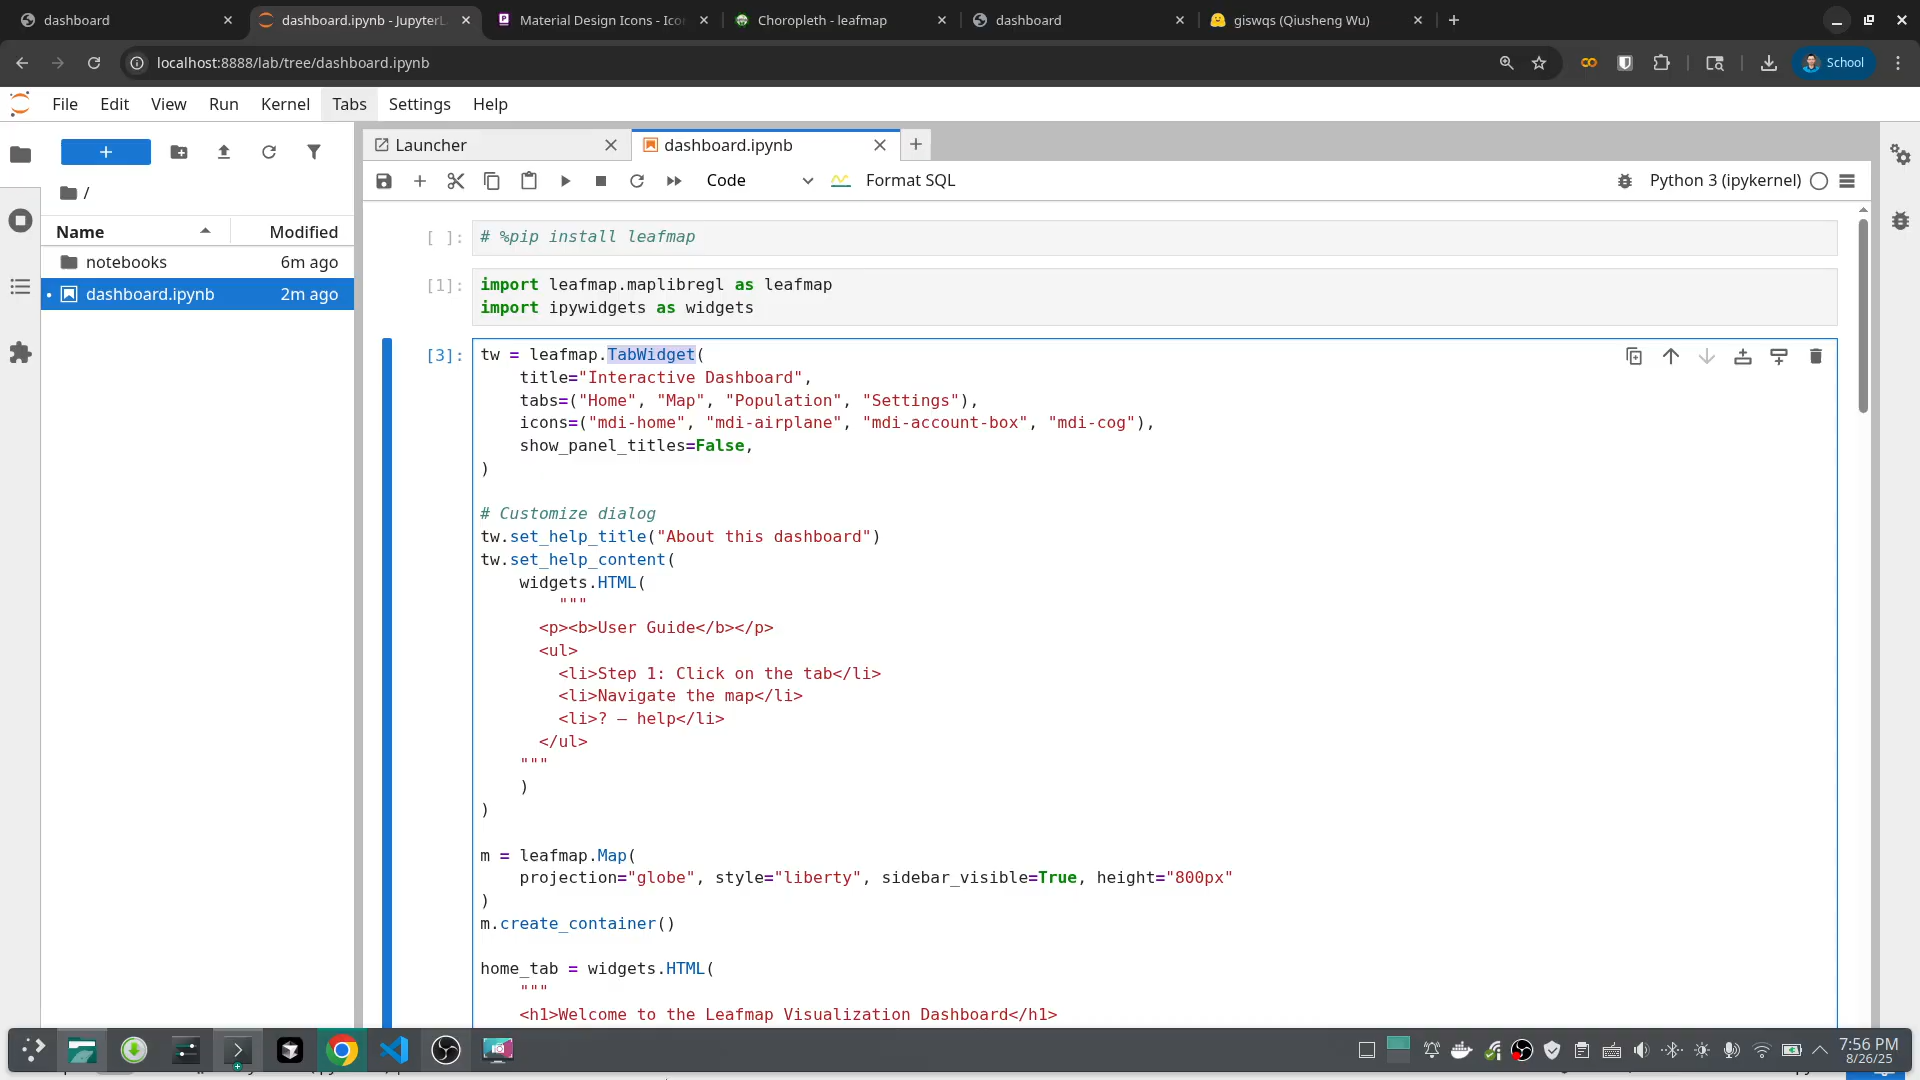 dashboard
dashboard.ipynb - JupyterL
Material Design Icons - Ico
Choropleth - leafmap
dashboard
giswqs (Qiusheng Wu)
localhost:8888/lab/tree/dashboard.ipynb
School
File Edit View Run Kernel Tabs Settings Help
Launcher
dashboard.ipynb
Code
Format SQL
Python 3 (ipykernel)
/
Name Modified
notebooks 6m ago
dashboard.ipynb 2m ago
[ ]: # %pip install leafmap
[1]: import leafmap.maplibregl as leafmap
import ipywidgets as widgets
[3]: tw = leafmap.TabWidget(
title="Interactive Dashboard",
tabs=("Home", "Map", "Population", "Settings"),
icons=("mdi-home", "mdi-airplane", "mdi-account-box", "mdi-cog"),
show_panel_titles=False,
)
# Customize dialog
tw.set_help_title("About this dashboard")
tw.set_help_content(
widgets.HTML(
"""
<p><b>User Guide</b></p>
<ul>
<li>Step 1: Click on the tab</li>
<li>Navigate the map</li>
<li>? — help</li>
</ul>
"""
)
)
m = leafmap.Map(
projection="globe", style="liberty", sidebar_visible=True, height="800px"
)
m.create_container()
home_tab = widgets.HTML(
"""
<h1>Welcome to the Leafmap Visualization Dashboard</h1>
7:56 PM
8/26/25